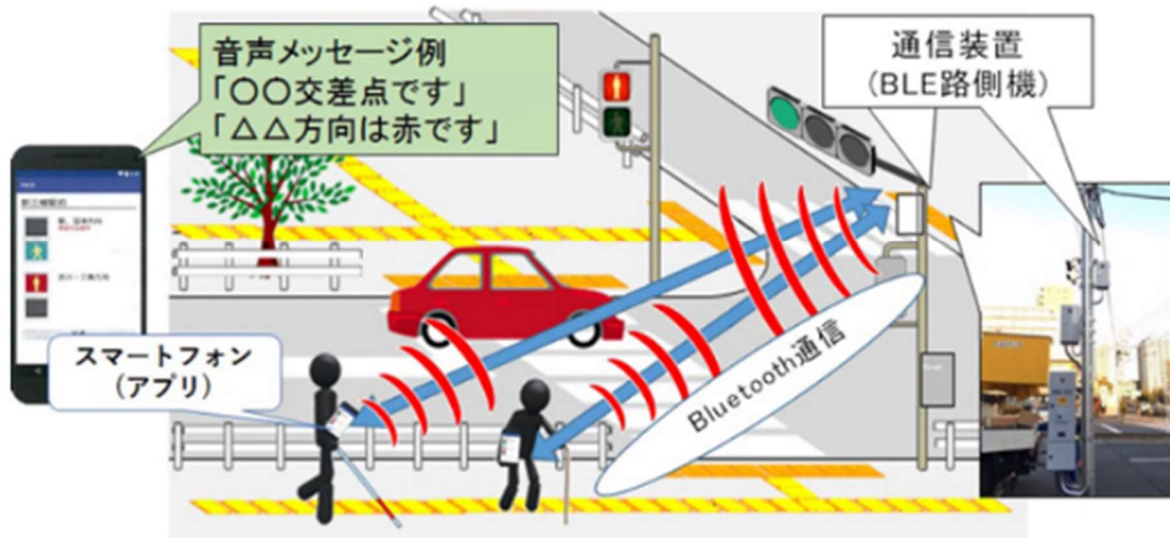 音声メッセージ例
「〇〇交差点です」
「△△方向は赤です」
通信装置
(BLE路側機)
スマートフォン
(アプリ)
Bluetooth通信